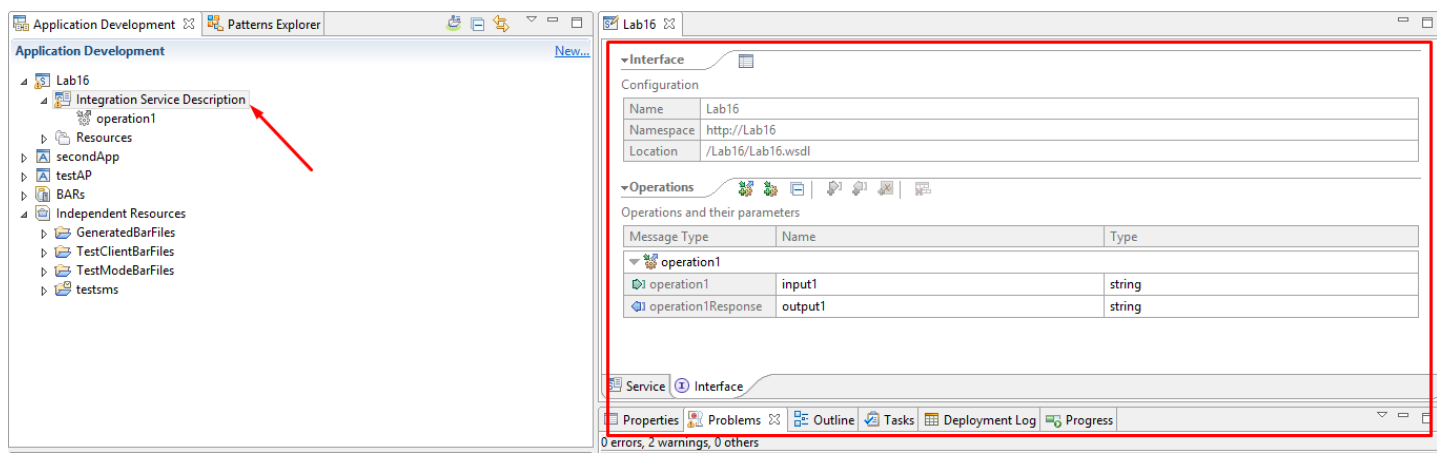 Application Development Patterns Explorer
Application Development New...
Lab16
Integration Service Description
operation1
Resources
secondApp
testAP
BARs
Independent Resources
GeneratedBarFiles
TestClientBarFiles
TestModeBarFiles
testsms
Lab16
Interface
Configuration
Name Lab16
Namespace http://Lab16
Location /Lab16/Lab16.wsdl
Operations
Operations and their parameters
Message Type Name Type
operation1
operation1 input1 string
operation1Response output1 string
Service Interface
Properties Problems Outline Tasks Deployment Log Progress
0 errors, 2 warnings, 0 others